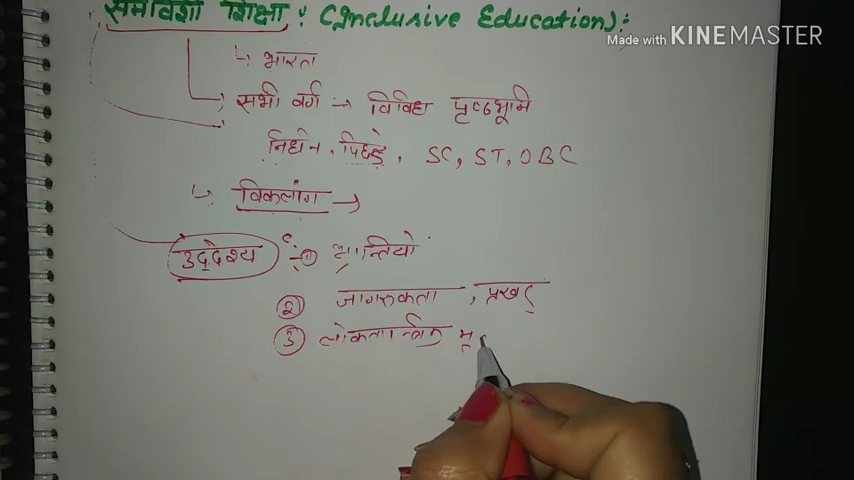 समावेशी शिक्षा : (Inclusive Education) :
Made with KINEMASTER
↳ भारत
सभी वर्ग → विविध पृष्ठभूमि
निर्धन, पिछड़े, SC, ST, OBC
↳ विकलांग →
उद्देश्य :- ① भ्रान्तियों
② जागरुकता , प्रखर
③ लोकतान्त्रिक मू